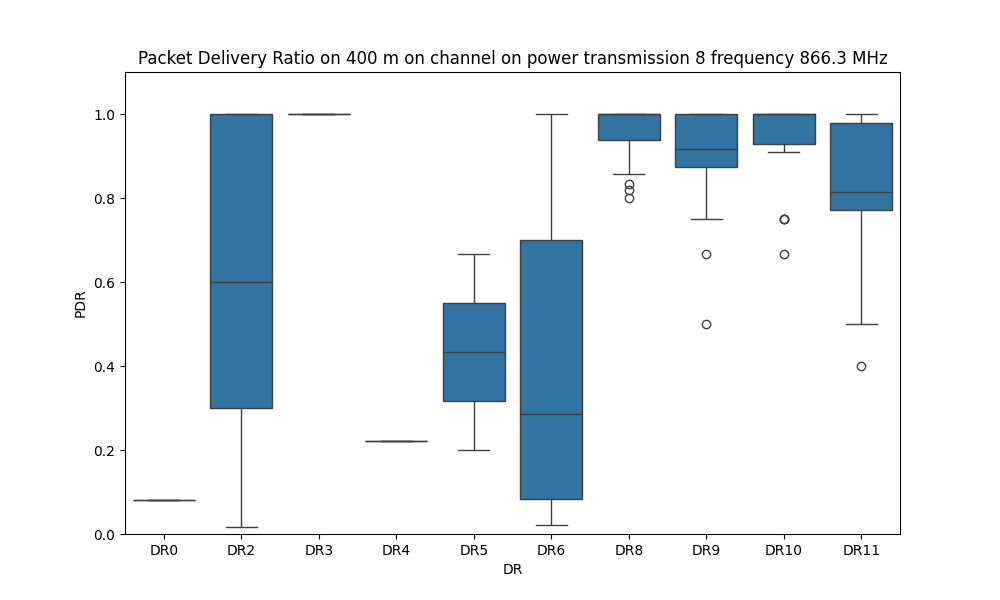 Packet Delivery Ratio on 400 m on channel on power transmission 8 frequency 866.3 MHz
1.0
0.8
0.6
0.4
0.2
0.0
PDR
DR0 DR2 DR3 DR4 DR5 DR6 DR8 DR9 DR10 DR11
DR